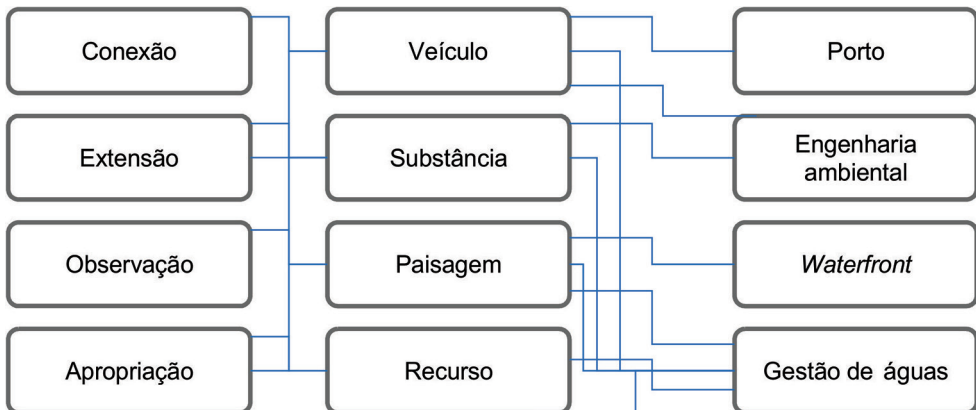 Conexão
Veículo
Porto
Extensão
Substância
Engenharia
ambiental
Observação
Paisagem
Waterfront
Apropriação
Recurso
Gestão de águas